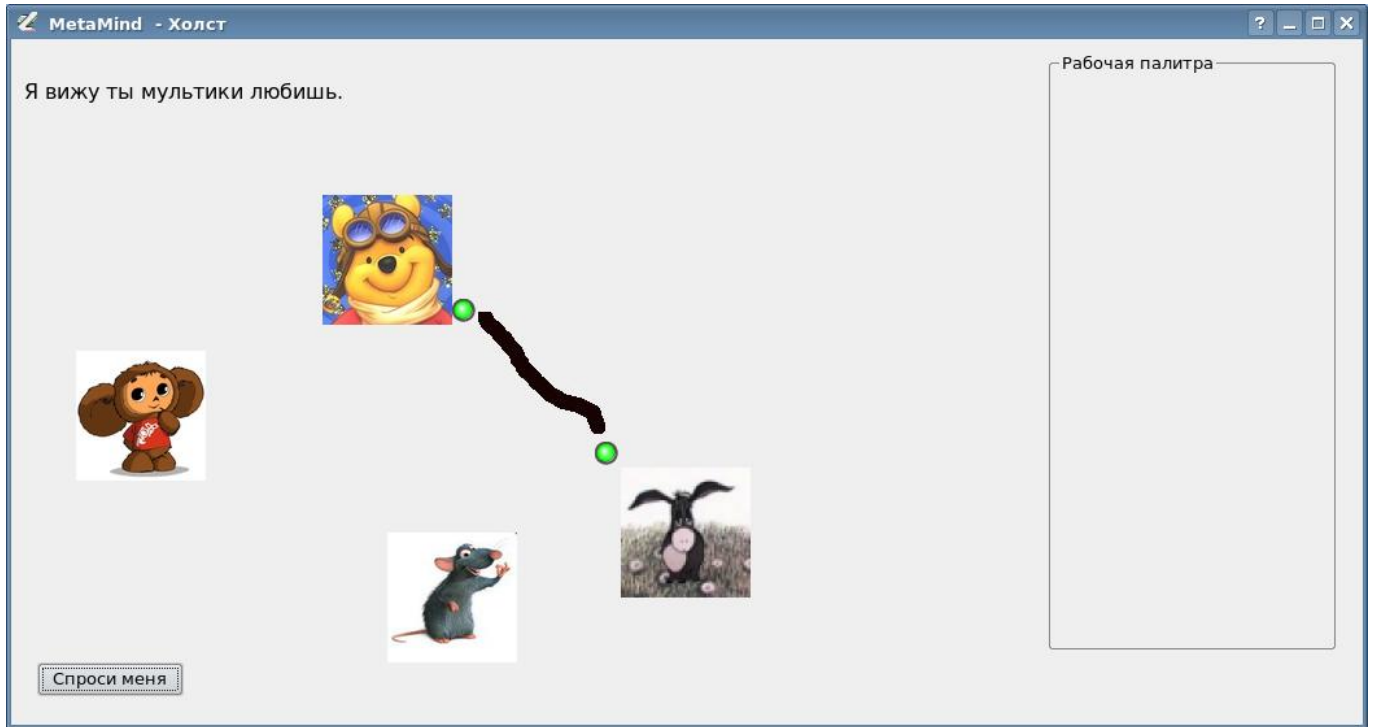 MetaMind - Холст
Рабочая палитра
Я вижу ты мультики любишь.
Спроси меня